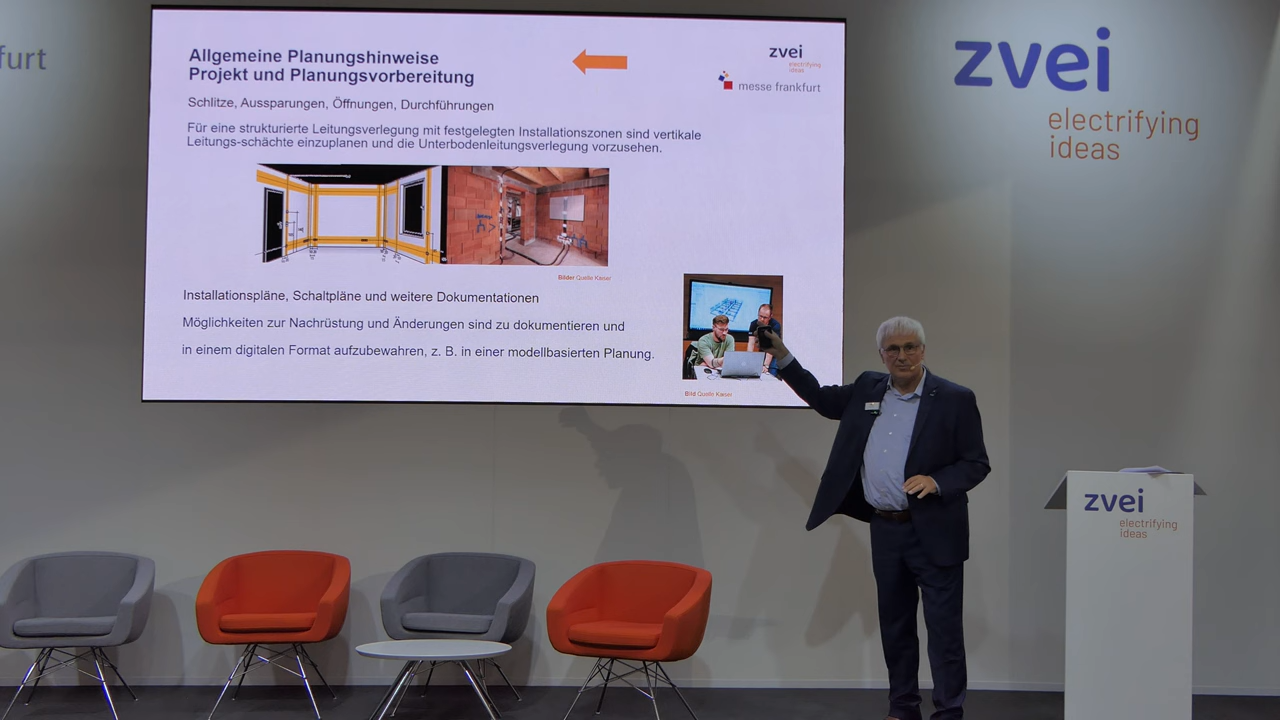 furt
Allgemeine Planungshinweise
Projekt und Planungsvorbereitung
zvei
electrifying
ideas
messe frankfurt
Schlitze, Aussparungen, Öffnungen, Durchführungen
Für eine strukturierte Leitungsverlegung mit festgelegten Installationszonen sind vertikale
Leitungs-schächte einzuplanen und die Unterbodenleitungsverlegung vorzusehen.
Bilder Quelle Kaiser
Installationspläne, Schaltpläne und weitere Dokumentationen
Möglichkeiten zur Nachrüstung und Änderungen sind zu dokumentieren und
in einem digitalen Format aufzubewahren, z. B. in einer modellbasierten Planung.
Bild Quelle Kaiser
zvei
electrifying
ideas
zvei
electrifying
ideas